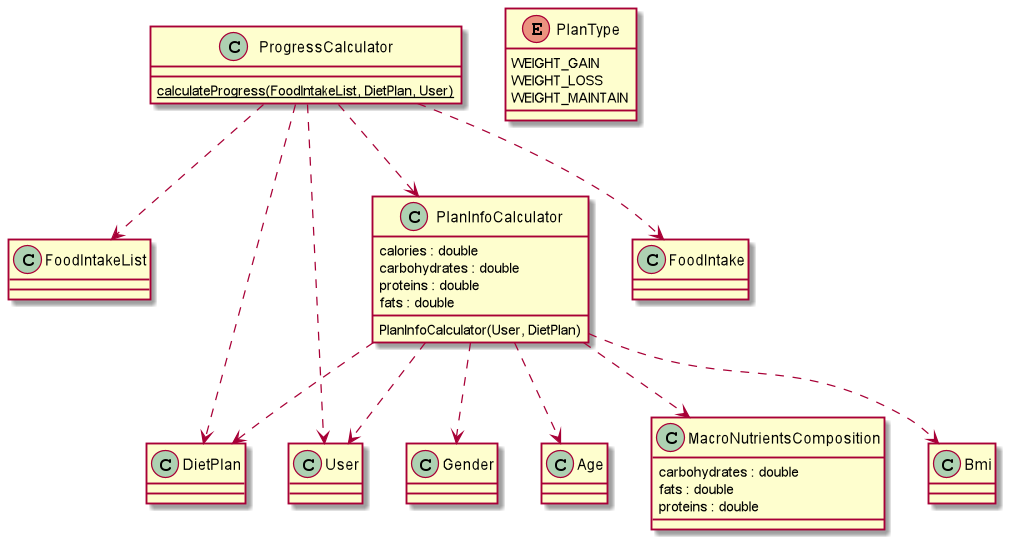 C ProgressCalculator
calculateProgress(FoodIntakeList, DietPlan, User)
E PlanType
WEIGHT_GAIN
WEIGHT_LOSS
WEIGHT_MAINTAIN
C FoodIntakeList
C PlanInfoCalculator
calories : double
carbohydrates : double
proteins : double
fats : double
PlanInfoCalculator(User, DietPlan)
C FoodIntake
C DietPlan
C User
C Gender
C Age
C MacroNutrientsComposition
carbohydrates : double
fats : double
proteins : double
C Bmi